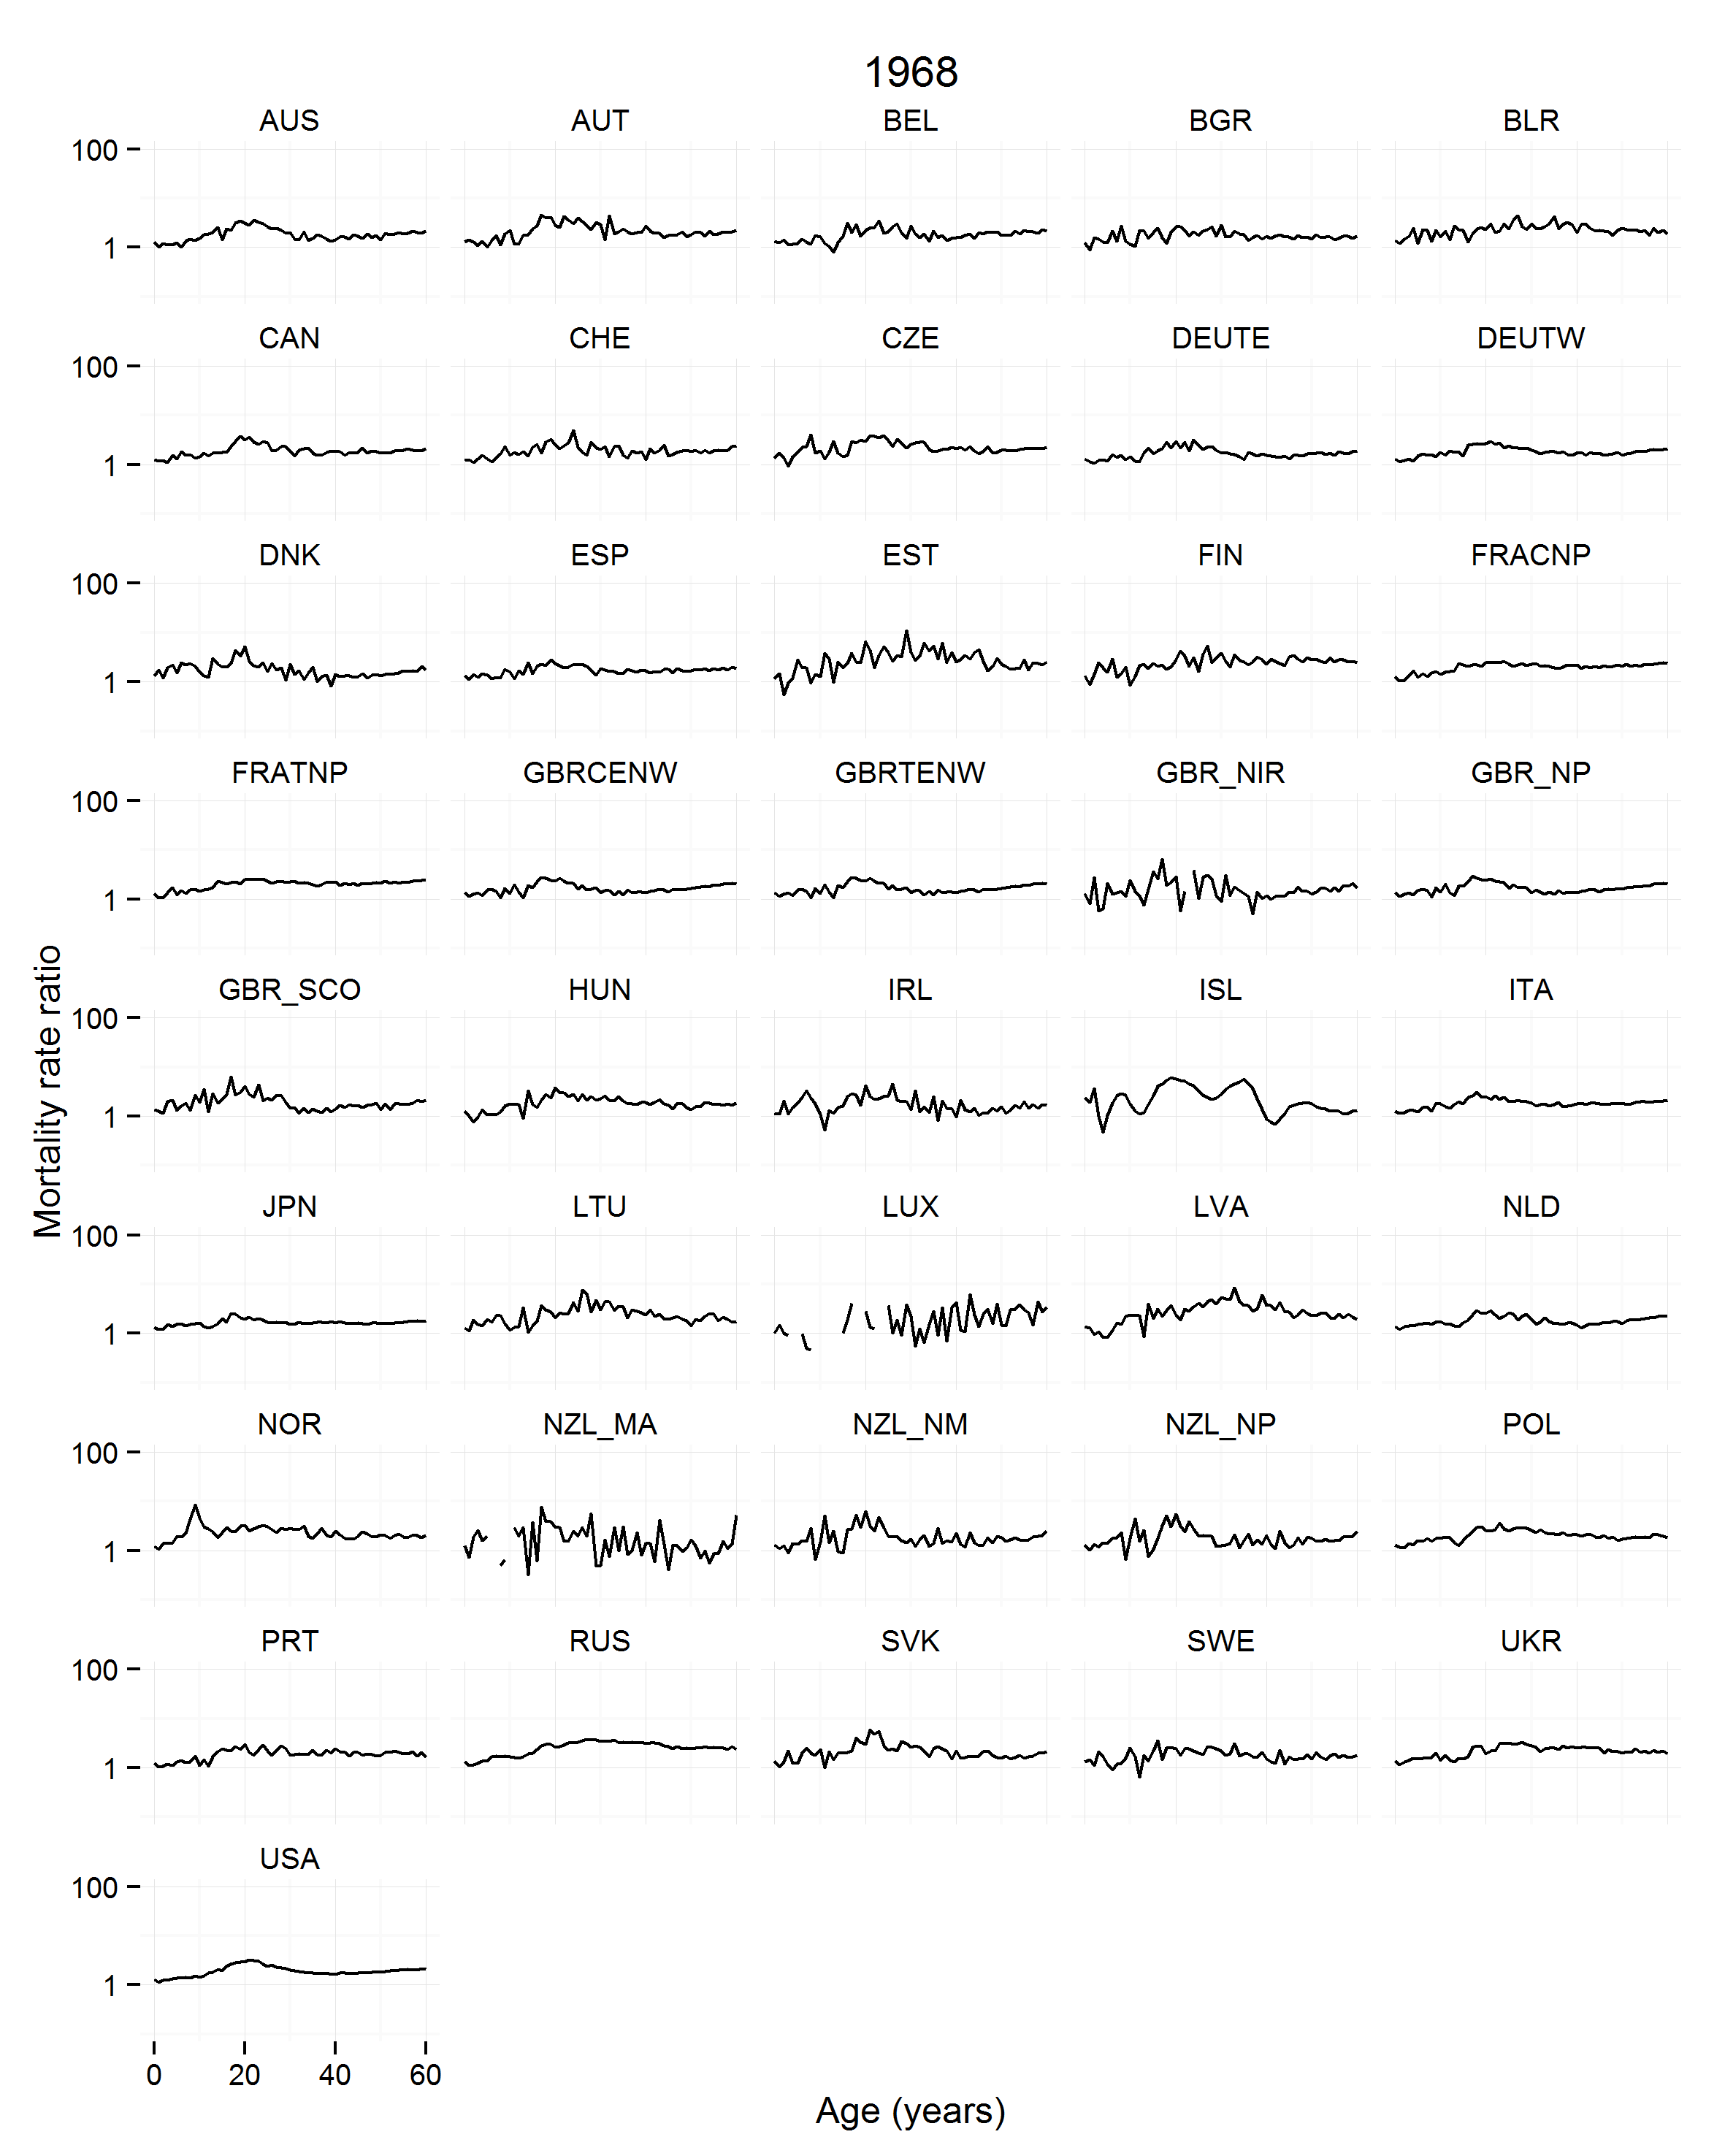 1968
AUS AUT BEL BGR BLR
100
1
CAN CHE CZE DEUTE DEUTW
100
1
DNK ESP EST FIN FRACNP
100
1
FRATNP GBRCENW GBRTENW GBR_NIR GBR_NP
100
1
Mortality rate ratio
GBR_SCO HUN IRL ISL ITA
100
1
JPN LTU LUX LVA NLD
100
1
NOR NZL_MA NZL_NM NZL_NP POL
100
1
PRT RUS SVK SWE UKR
100
1
USA
100
1
0 20 40 60
Age (years)